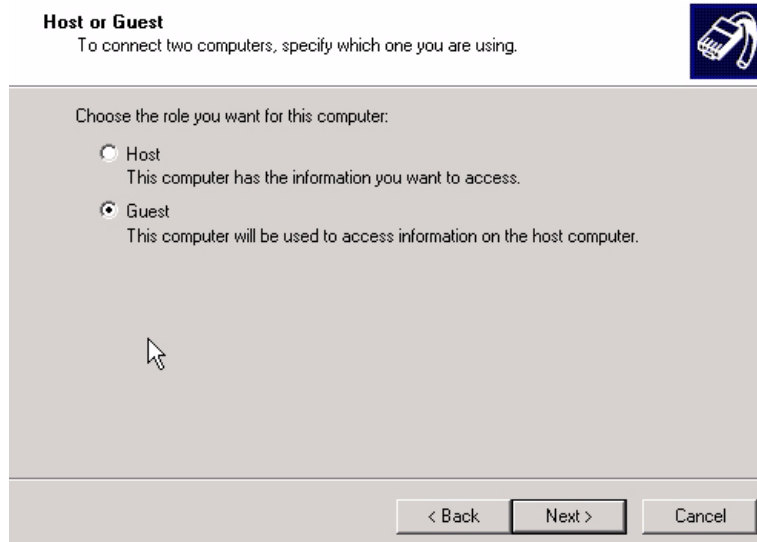 Host or Guest
To connect two computers, specify which one you are using.
Choose the role you want for this computer:
Host
This computer has the information you want to access.
Guest
This computer will be used to access information on the host computer.
< Back Next > Cancel